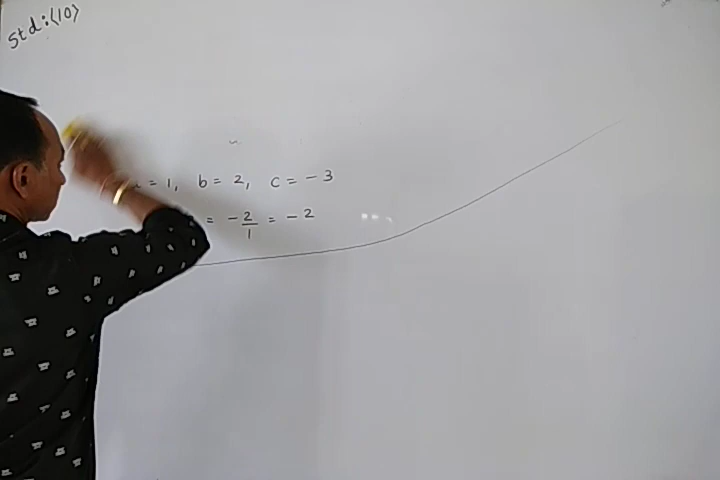 Std:(10)
a = 1, b = 2, c = -3
= -2/1 = -2